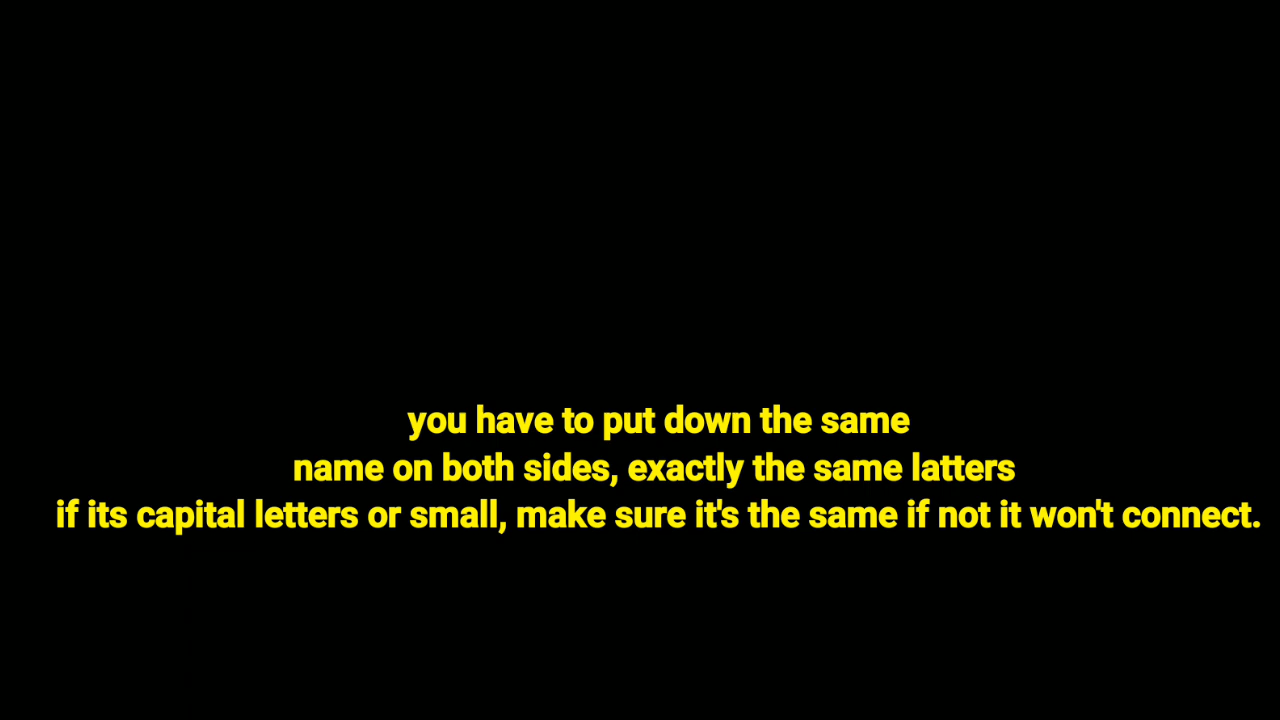 you have to put down the same
name on both sides, exactly the same latters
if its capital letters or small, make sure it's the same if not it won't connect.